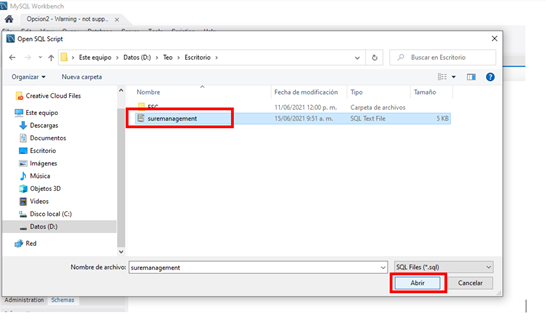 MySQL Workbench
Opcion2 - Warning - not supp...
Open SQL Script
Este equipo > Datos (D:) > Teo > Escritorio >
Buscar en Escritorio
Organizar
Nueva carpeta
Nombre
Fecha de modificación
Tipo
Tamaño
Creative Cloud Files
11/06/2021 12:00 p. m.
Carpeta de archivos
suremanagement
15/06/2021 9:51 a. m.
SQL Text File
5 KB
Este equipo
Descargas
Documentos
Escritorio
Imágenes
Música
Objetos 3D
Videos
Disco local (C:)
Datos (D:)
Red
Nombre de archivo:
suremanagement
SQL Files (*.sql)
Abrir
Cancelar
Administration
Schemas